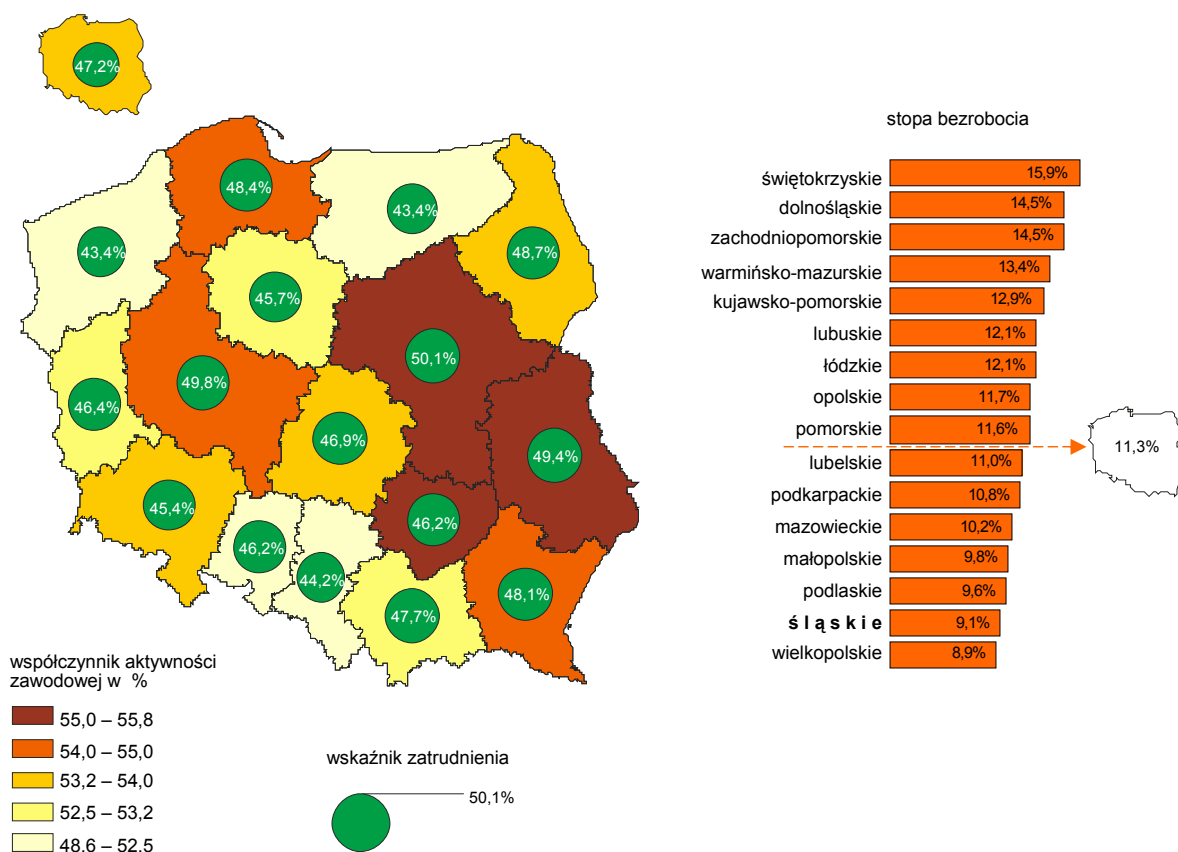 47,2%
48,4%
43,4%
43,4%
48,7%
45,7%
50,1%
49,8%
46,4%
46,9%
49,4%
45,4%
46,2%
46,2%
44,2%
48,1%
47,7%
współczynnik aktywności
zawodowej w %
55,0 – 55,8
54,0 – 55,0
53,2 – 54,0
52,5 – 53,2
48,6 – 52,5
wskaźnik zatrudnienia
50,1%
stopa bezrobocia
świętokrzyskie 15,9%
dolnośląskie 14,5%
zachodniopomorskie 14,5%
warmińsko-mazurskie 13,4%
kujawsko-pomorskie 12,9%
lubuskie 12,1%
łódzkie 12,1%
opolskie 11,7%
pomorskie 11,6%
11,3%
lubelskie 11,0%
podkarpackie 10,8%
mazowieckie 10,2%
małopolskie 9,8%
podlaskie 9,6%
śląskie 9,1%
wielkopolskie 8,9%